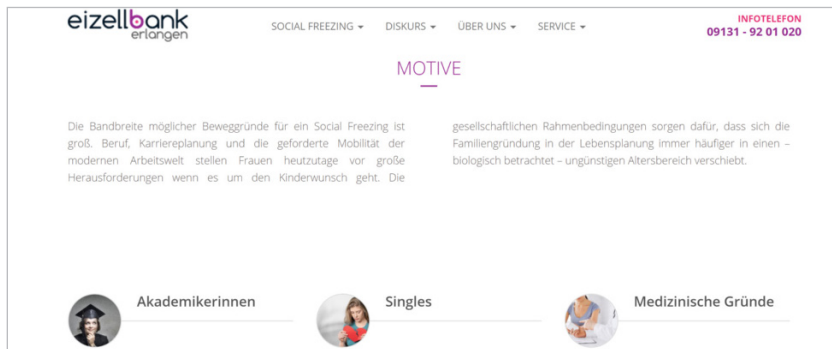 eizellbank
erlangen
SOCIAL FREEZING
DISKURS
ÜBER UNS
SERVICE
INFOTELEFON
09131 - 92 01 020
MOTIVE
Die Bandbreite möglicher Beweggründe für ein Social Freezing ist
groß. Beruf, Karriereplanung und die geforderte Mobilität der
modernen Arbeitswelt stellen Frauen heutzutage vor große
Herausforderungen wenn es um den Kinderwunsch geht. Die
gesellschaftlichen Rahmenbedingungen sorgen dafür, dass sich die
Familiengründung in der Lebensplanung immer häufiger in einen –
biologisch betrachtet – ungünstigen Altersbereich verschiebt.
Akademikerinnen
Singles
Medizinische Gründe